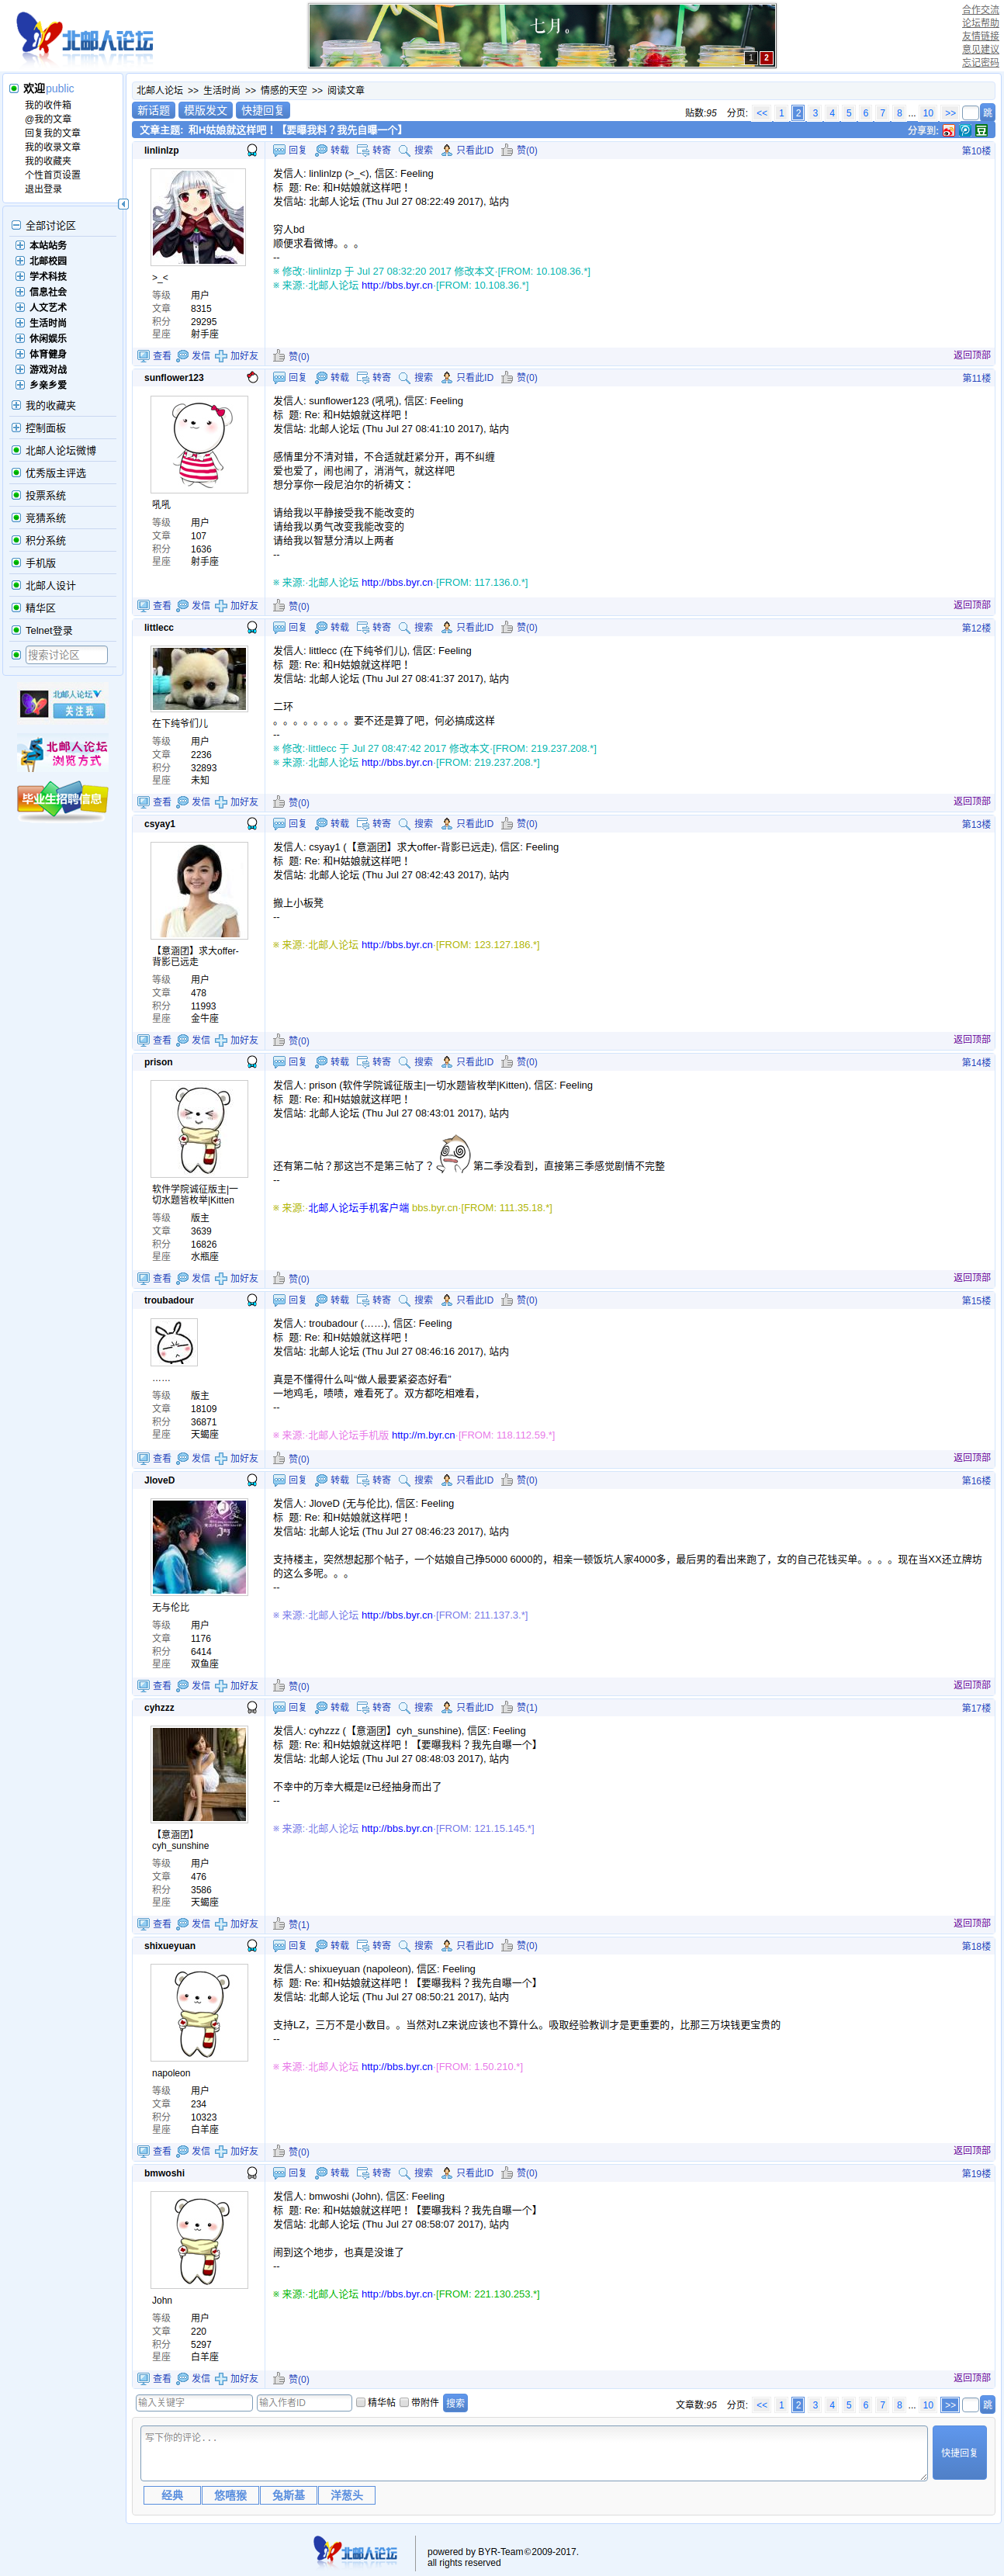 北邮人论坛
七月。
1 2
合作交流
论坛帮助
友情链接
意见建议
忘记密码
欢迎public
我的收件箱
@我的文章
回复我的文章
我的收录文章
我的收藏夹
个性首页设置
退出登录
全部讨论区
本站站务
北邮校园
学术科技
信息社会
人文艺术
生活时尚
休闲娱乐
体育健身
游戏对战
乡亲乡爱
我的收藏夹
控制面板
北邮人论坛微博
优秀版主评选
投票系统
竞猜系统
积分系统
手机版
北邮人设计
精华区
Telnet登录
搜索讨论区
北邮人论坛
关注我
北邮人论坛
浏览方式
毕业生招聘信息
北邮人论坛 >> 生活时尚 >> 情感的天空 >> 阅读文章
新话题 模版发文 快捷回复
贴数:95 分页: << 1 2 3 4 5 6 7 8 ... 10 >> 跳
文章主题: 和H姑娘就这样吧！【要曝我料？我先自曝一个】
分享到:
linlinlzp
回复 转载 转寄 搜索 只看此ID 赞(0) 第10楼
>_<
等级 用户
文章 8315
积分 29295
星座 射手座
发信人: linlinlzp (>_<), 信区: Feeling
标 题: Re: 和H姑娘就这样吧！
发信站: 北邮人论坛 (Thu Jul 27 08:22:49 2017), 站内
穷人bd
顺便求看微博。。。
--
※ 修改:·linlinlzp 于 Jul 27 08:32:20 2017 修改本文·[FROM: 10.108.36.*]
※ 来源:·北邮人论坛 http://bbs.byr.cn·[FROM: 10.108.36.*]
查看 发信 加好友 赞(0) 返回顶部
sunflower123
回复 转载 转寄 搜索 只看此ID 赞(0) 第11楼
吼吼
等级 用户
文章 107
积分 1636
星座 射手座
发信人: sunflower123 (吼吼), 信区: Feeling
标 题: Re: 和H姑娘就这样吧！
发信站: 北邮人论坛 (Thu Jul 27 08:41:10 2017), 站内
感情里分不清对错，不合适就赶紧分开，再不纠缠
爱也爱了，闹也闹了，消消气，就这样吧
想分享你一段尼泊尔的祈祷文：
请给我以平静接受我不能改变的
请给我以勇气改变我能改变的
请给我以智慧分清以上两者
--
※ 来源:·北邮人论坛 http://bbs.byr.cn·[FROM: 117.136.0.*]
查看 发信 加好友 赞(0) 返回顶部
littlecc
回复 转载 转寄 搜索 只看此ID 赞(0) 第12楼
在下纯爷们儿
等级 用户
文章 2236
积分 32893
星座 未知
发信人: littlecc (在下纯爷们儿), 信区: Feeling
标 题: Re: 和H姑娘就这样吧！
发信站: 北邮人论坛 (Thu Jul 27 08:41:37 2017), 站内
二环
。。。。。。。。要不还是算了吧，何必搞成这样
--
※ 修改:·littlecc 于 Jul 27 08:47:42 2017 修改本文·[FROM: 219.237.208.*]
※ 来源:·北邮人论坛 http://bbs.byr.cn·[FROM: 219.237.208.*]
查看 发信 加好友 赞(0) 返回顶部
csyay1
回复 转载 转寄 搜索 只看此ID 赞(0) 第13楼
【意涵团】求大offer-
背影已远走
等级 用户
文章 478
积分 11993
星座 金牛座
发信人: csyay1 (【意涵团】求大offer-背影已远走), 信区: Feeling
标 题: Re: 和H姑娘就这样吧！
发信站: 北邮人论坛 (Thu Jul 27 08:42:43 2017), 站内
搬上小板凳
--
※ 来源:·北邮人论坛 http://bbs.byr.cn·[FROM: 123.127.186.*]
查看 发信 加好友 赞(0) 返回顶部
prison
回复 转载 转寄 搜索 只看此ID 赞(0) 第14楼
软件学院诚征版主|一
切水题皆枚举|Kitten
等级 版主
文章 3639
积分 16826
星座 水瓶座
发信人: prison (软件学院诚征版主|一切水题皆枚举|Kitten), 信区: Feeling
标 题: Re: 和H姑娘就这样吧！
发信站: 北邮人论坛 (Thu Jul 27 08:43:01 2017), 站内
还有第二帖？那这岂不是第三帖了？ 第二季没看到，直接第三季感觉剧情不完整
--
※ 来源:·北邮人论坛手机客户端 bbs.byr.cn·[FROM: 111.35.18.*]
查看 发信 加好友 赞(0) 返回顶部
troubadour
回复 转载 转寄 搜索 只看此ID 赞(0) 第15楼
……
等级 版主
文章 18109
积分 36871
星座 天蝎座
发信人: troubadour (……), 信区: Feeling
标 题: Re: 和H姑娘就这样吧！
发信站: 北邮人论坛 (Thu Jul 27 08:46:16 2017), 站内
真是不懂得什么叫“做人最要紧姿态好看”
一地鸡毛，啧啧，难看死了。双方都吃相难看，
--
※ 来源:·北邮人论坛手机版 http://m.byr.cn·[FROM: 118.112.59.*]
查看 发信 加好友 赞(0) 返回顶部
JloveD
回复 转载 转寄 搜索 只看此ID 赞(0) 第16楼
无与伦比
等级 用户
文章 1176
积分 6414
星座 双鱼座
发信人: JloveD (无与伦比), 信区: Feeling
标 题: Re: 和H姑娘就这样吧！
发信站: 北邮人论坛 (Thu Jul 27 08:46:23 2017), 站内
支持楼主，突然想起那个帖子，一个姑娘自己挣5000 6000的，相亲一顿饭坑人家4000多，最后男的看出来跑了，女的自己花钱买单。。。。现在当XX还立牌坊
的这么多呢。。。
--
※ 来源:·北邮人论坛 http://bbs.byr.cn·[FROM: 211.137.3.*]
查看 发信 加好友 赞(0) 返回顶部
cyhzzz
回复 转载 转寄 搜索 只看此ID 赞(1) 第17楼
【意涵团】
cyh_sunshine
等级 用户
文章 476
积分 3586
星座 天蝎座
发信人: cyhzzz (【意涵团】cyh_sunshine), 信区: Feeling
标 题: Re: 和H姑娘就这样吧！【要曝我料？我先自曝一个】
发信站: 北邮人论坛 (Thu Jul 27 08:48:03 2017), 站内
不幸中的万幸大概是lz已经抽身而出了
--
※ 来源:·北邮人论坛 http://bbs.byr.cn·[FROM: 121.15.145.*]
查看 发信 加好友 赞(1) 返回顶部
shixueyuan
回复 转载 转寄 搜索 只看此ID 赞(0) 第18楼
napoleon
等级 用户
文章 234
积分 10323
星座 白羊座
发信人: shixueyuan (napoleon), 信区: Feeling
标 题: Re: 和H姑娘就这样吧！【要曝我料？我先自曝一个】
发信站: 北邮人论坛 (Thu Jul 27 08:50:21 2017), 站内
支持LZ，三万不是小数目。。当然对LZ来说应该也不算什么。吸取经验教训才是更重要的，比那三万块钱更宝贵的
--
※ 来源:·北邮人论坛 http://bbs.byr.cn·[FROM: 1.50.210.*]
查看 发信 加好友 赞(0) 返回顶部
bmwoshi
回复 转载 转寄 搜索 只看此ID 赞(0) 第19楼
John
等级 用户
文章 220
积分 5297
星座 白羊座
发信人: bmwoshi (John), 信区: Feeling
标 题: Re: 和H姑娘就这样吧！【要曝我料？我先自曝一个】
发信站: 北邮人论坛 (Thu Jul 27 08:58:07 2017), 站内
闹到这个地步，也真是没谁了
--
※ 来源:·北邮人论坛 http://bbs.byr.cn·[FROM: 221.130.253.*]
查看 发信 加好友 赞(0) 返回顶部
输入关键字 输入作者ID 精华帖 带附件 搜索
文章数:95 分页: << 1 2 3 4 5 6 7 8 ... 10 >> 跳
写下你的评论...
快捷回复
经典 悠嘻猴 兔斯基 洋葱头
北邮人论坛
powered by BYR-Team©2009-2017.
all rights reserved